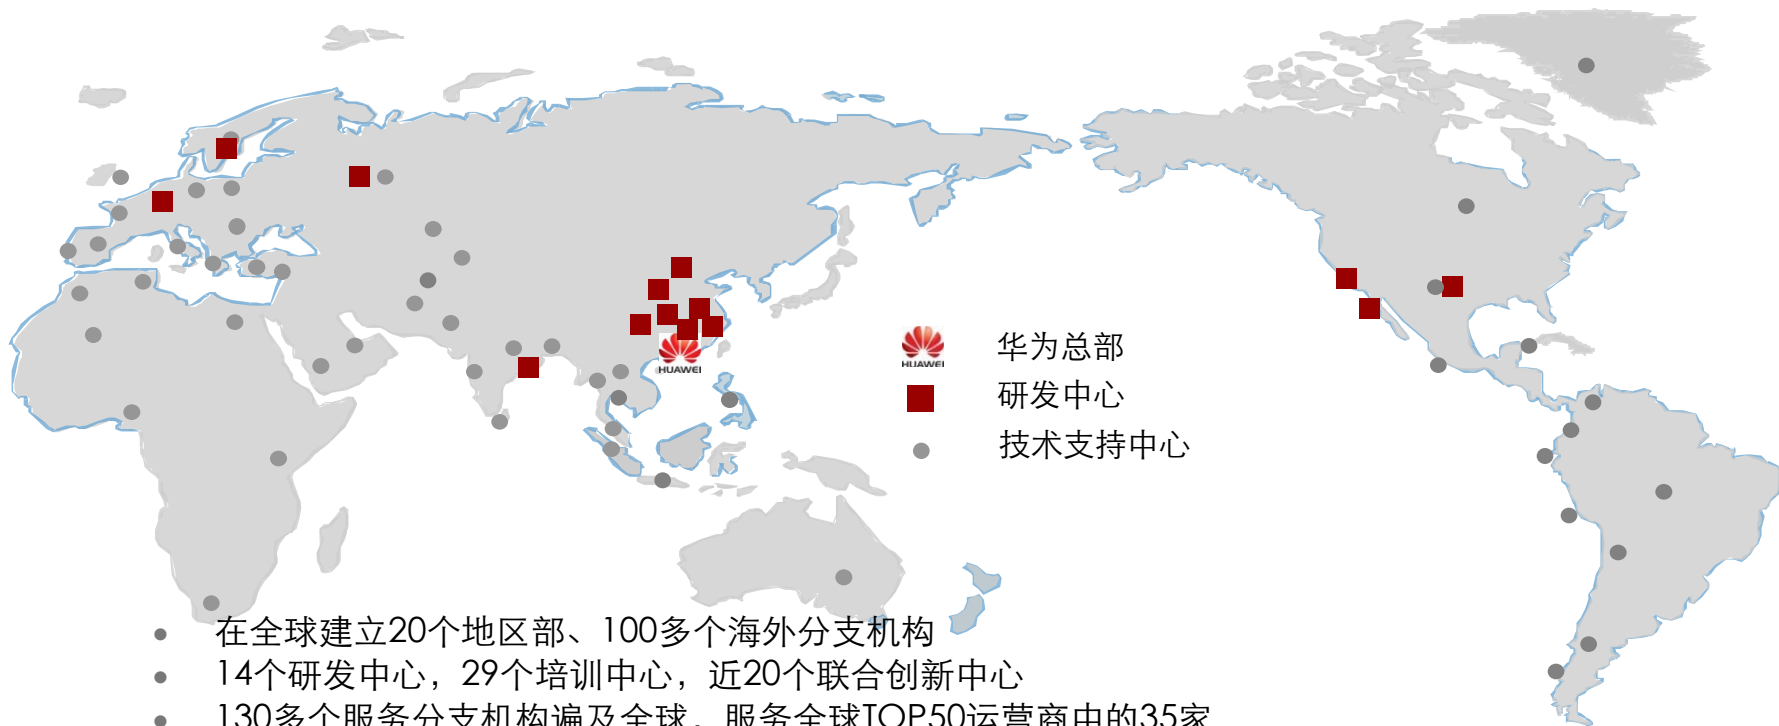 华为总部
HUAWEI
研发中心
技术支持中心
HUAWEI
在全球建立20个地区部、100多个海外分支机构
14个研发中心，29个培训中心，近20个联合创新中心
130多个服务分支机构遍及全球，服务全球TOP50运营商中的35家